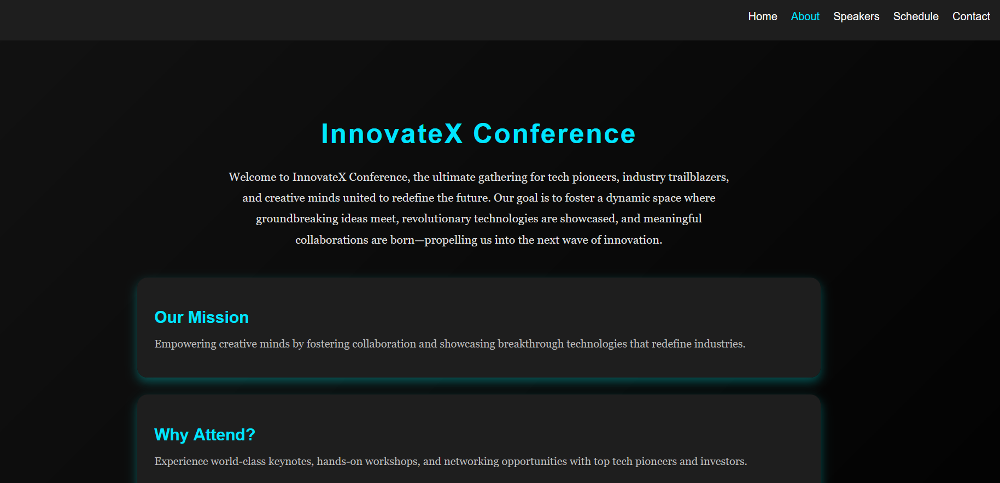 Home About Speakers Schedule Contact
InnovateX Conference
Welcome to InnovateX Conference, the ultimate gathering for tech pioneers, industry trailblazers,
and creative minds united to redefine the future. Our goal is to foster a dynamic space where
groundbreaking ideas meet, revolutionary technologies are showcased, and meaningful
collaborations are born—propelling us into the next wave of innovation.
Our Mission
Empowering creative minds by fostering collaboration and showcasing breakthrough technologies that redefine industries.
Why Attend?
Experience world-class keynotes, hands-on workshops, and networking opportunities with top tech pioneers and investors.